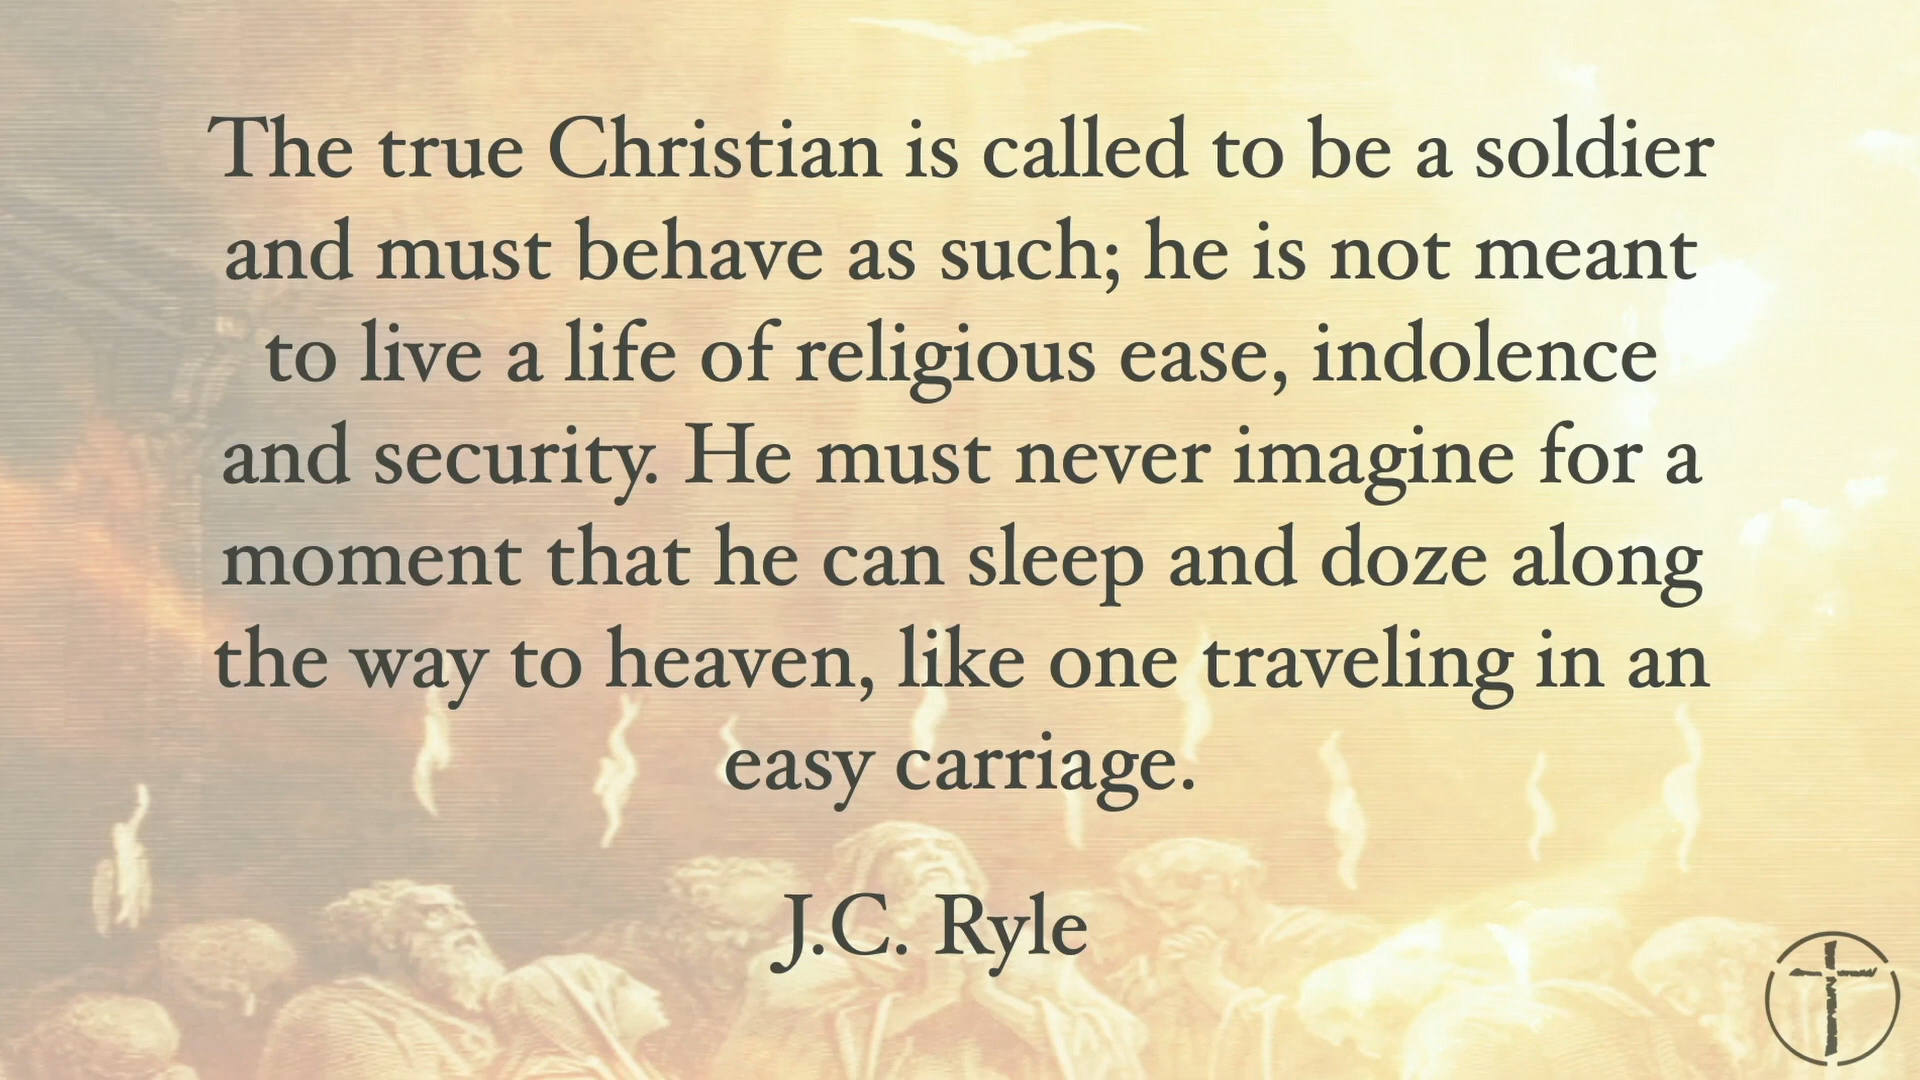 The true Christian is called to be a soldier
and must behave as such; he is not meant
to live a life of religious ease, indolence
and security. He must never imagine for a
moment that he can sleep and doze along
the way to heaven, like one traveling in an
easy carriage.
J.C. Ryle